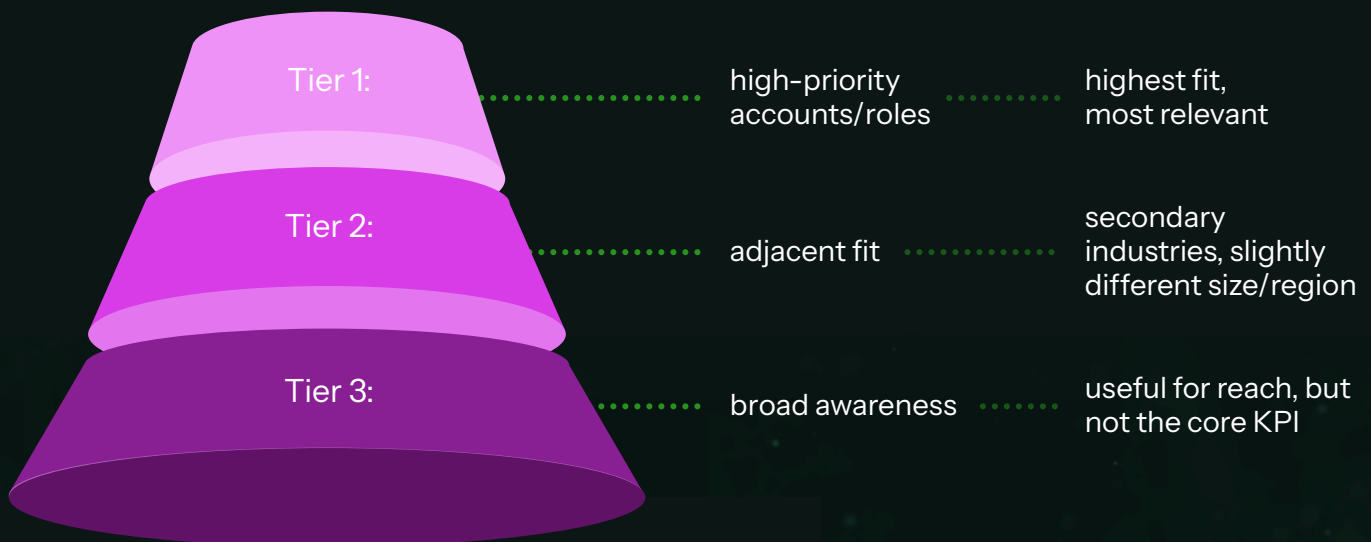 Tier 1:
high-priority
accounts/roles
highest fit,
most relevant
Tier 2:
adjacent fit
secondary
industries, slightly
different size/region
Tier 3:
broad awareness
useful for reach, but
not the core KPI